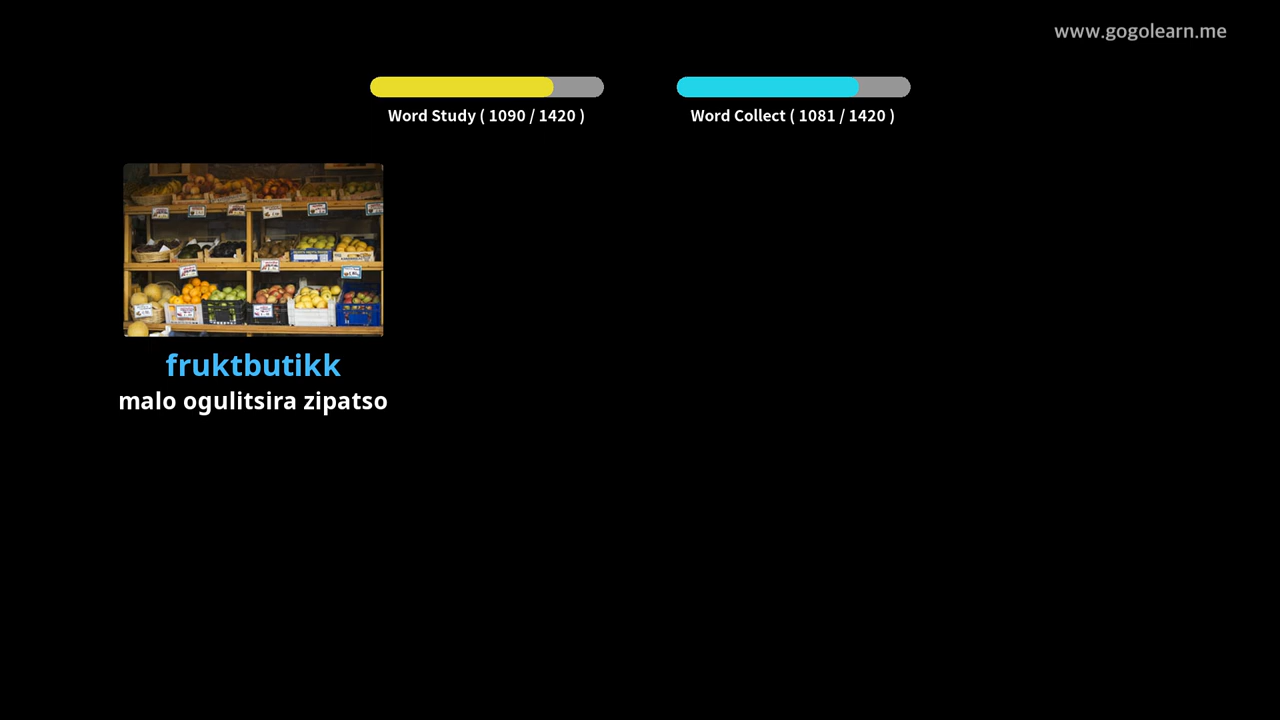 www.gogolearn.me
Word Study ( 1090 / 1420 )
Word Collect ( 1081 / 1420 )
fruktbutikk
malo ogulitsira zipatso